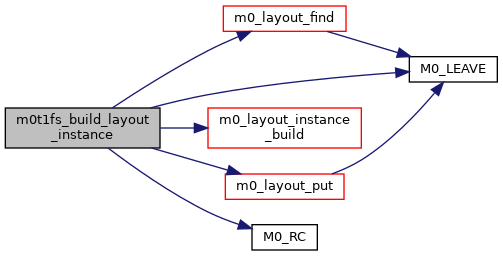 m0_layout_find
M0_LEAVE
m0t1fs_build_layout
_instance
m0_layout_instance
_build
m0_layout_put
M0_RC